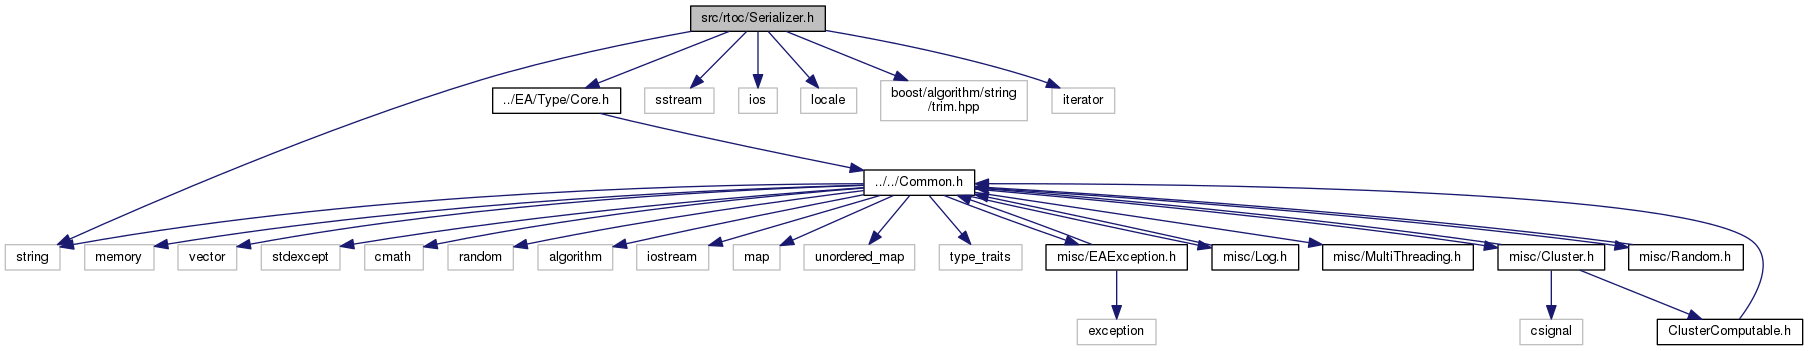 src/rtoc/Serializer.h
../EA/Type/Core.h
sstream
ios
locale
boost/algorithm/string
/trim.hpp
iterator
../../Common.h
string
memory
vector
stdexcept
cmath
random
algorithm
iostream
map
unordered_map
type_traits
misc/EAException.h
misc/Log.h
misc/MultiThreading.h
misc/Cluster.h
misc/Random.h
exception
csignal
ClusterComputable.h